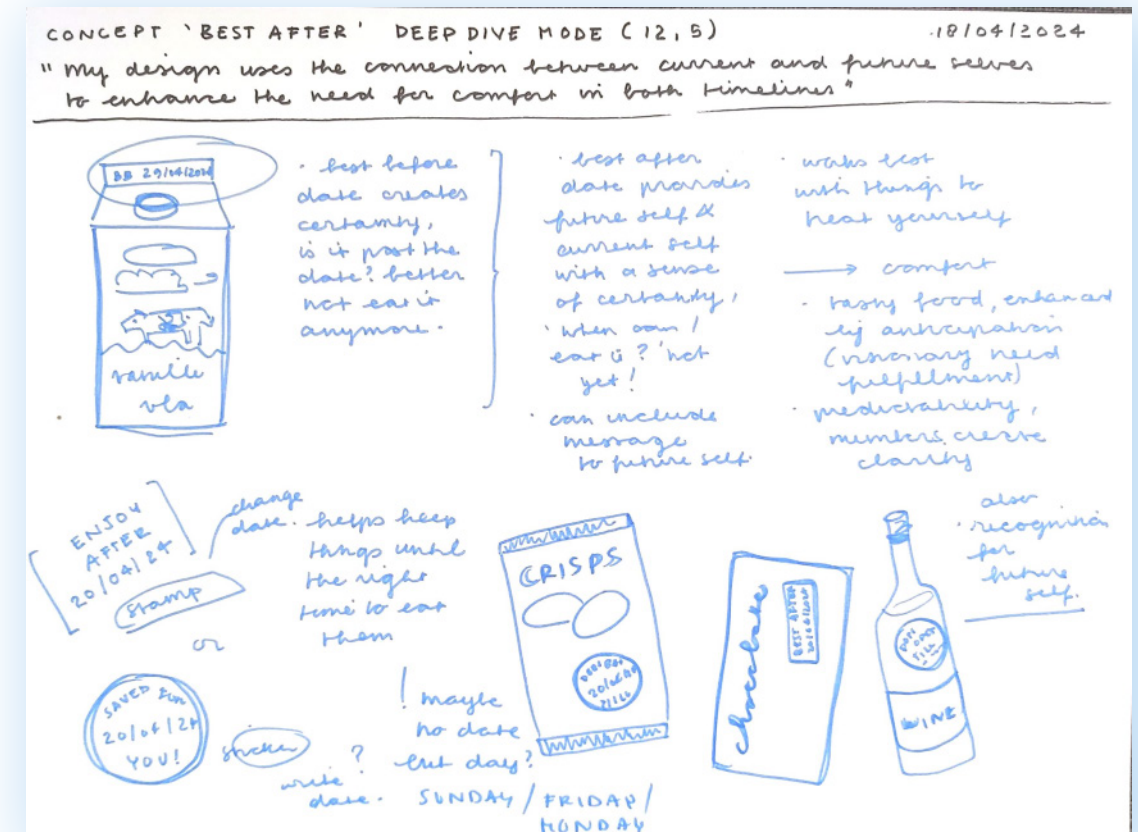 CONCEPT 'BEST AFTER' DEEP DIVE MODE (12,5)
18/04/2024
"My design uses the connection between current and future selves
to enhance the need for comfort in both timelines"
BB 29/04/2024
vanille
vla
· best before
date creates
certainty,
is it past the
date? better
not eat it
anymore.
· best after
date provides
future self &
current self
with a sense
of certainty,
· when can I
eat it? 'not
yet!
· can include
message
to future self.
· works best
with things to
treat yourself
→ comfort
· tasty food, enhanced
by anticipation
(visionary need
fulfillment)
· predictability,
numbers create
clarity
ENJOY
AFTER
20/04/24
change
date.
stamp
or
· helps keep
things until
the right
time to eat
them
SAVED FOR
20/04/24
YOU!
sticker
write?
date.
! maybe
no date
but day?
SUNDAY / FRIDAY /
MONDAY
CRISPS
20/04/24
chocolate
BEST AFTER
20/04/2024
WINE
also
· recognition
for
future
self.